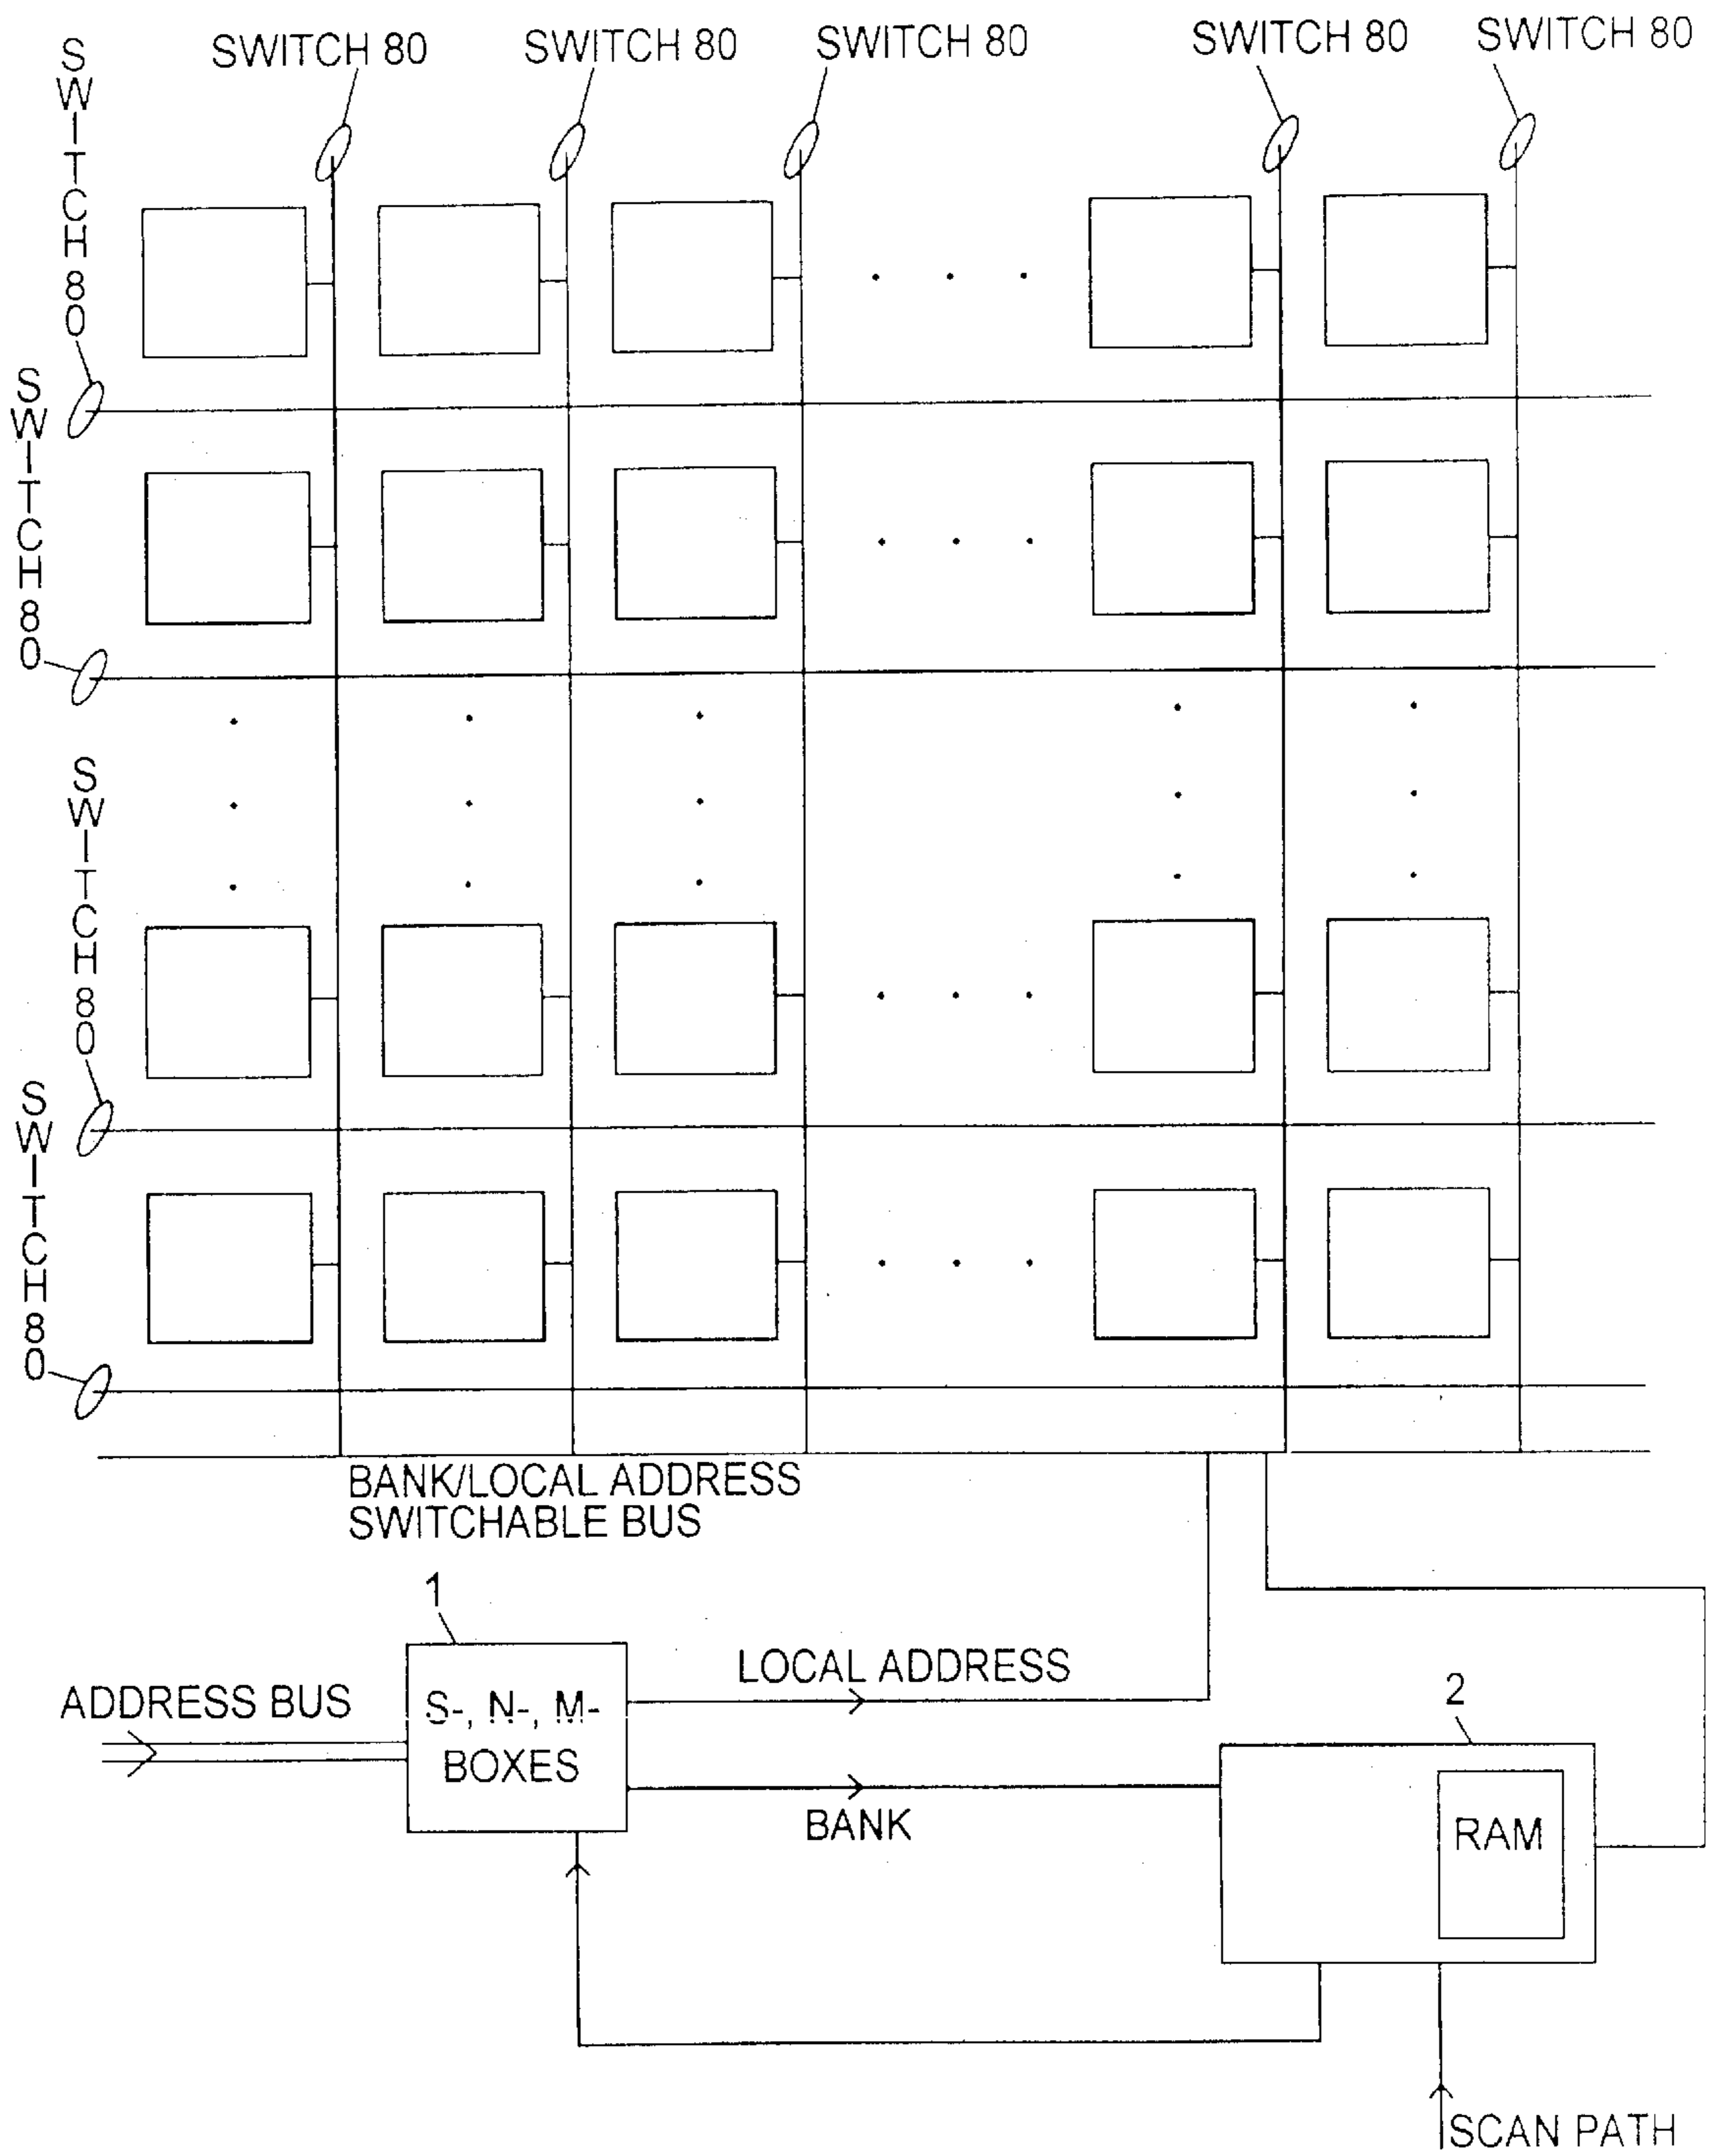 SWITCH 80
SWITCH 80
SWITCH 80
SWITCH 80
SWITCH 80
SWITCH 80
SWITCH 80
SWITCH 80
SWITCH 80
BANK/LOCAL ADDRESS
SWITCHABLE BUS
1
LOCAL ADDRESS
ADDRESS BUS
S-, N-, M-
BOXES
2
BANK
RAM
SCAN PATH